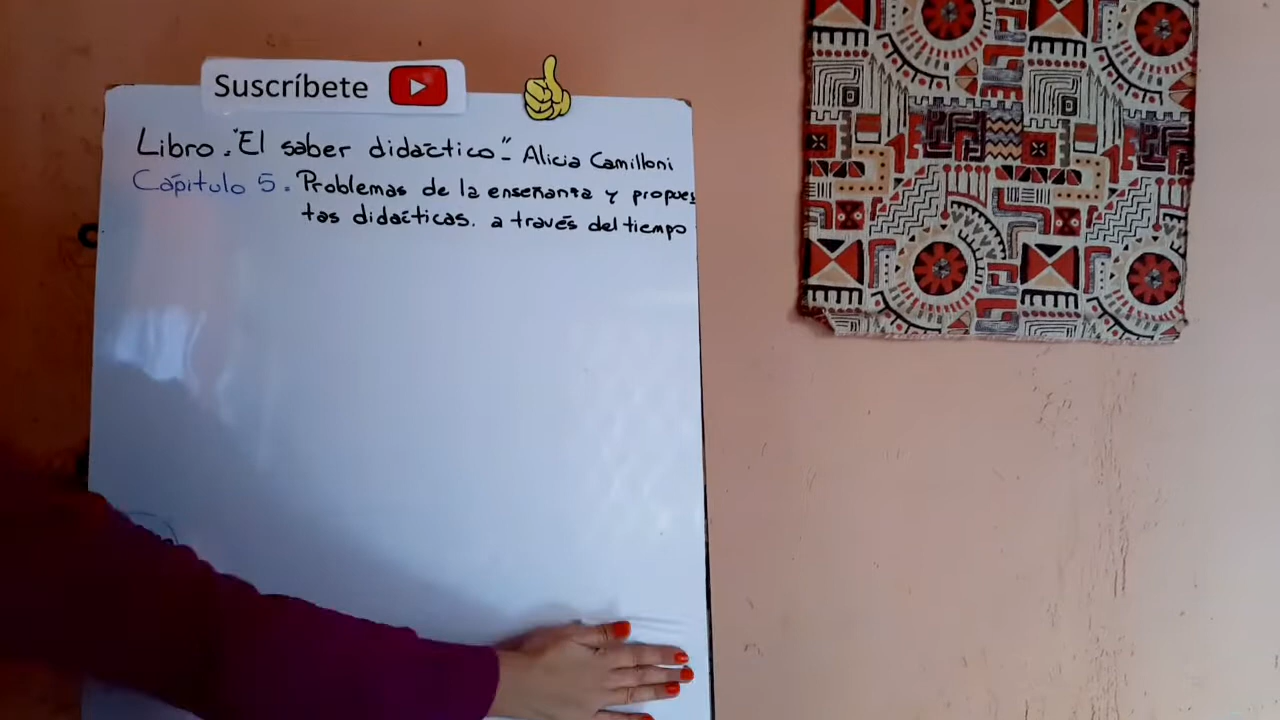 Suscríbete
Libro. "El saber didáctico" - Alicia Camilloni
Capítulo 5. Problemas de la enseñanza y propues
tas didácticas. a través del tiempo